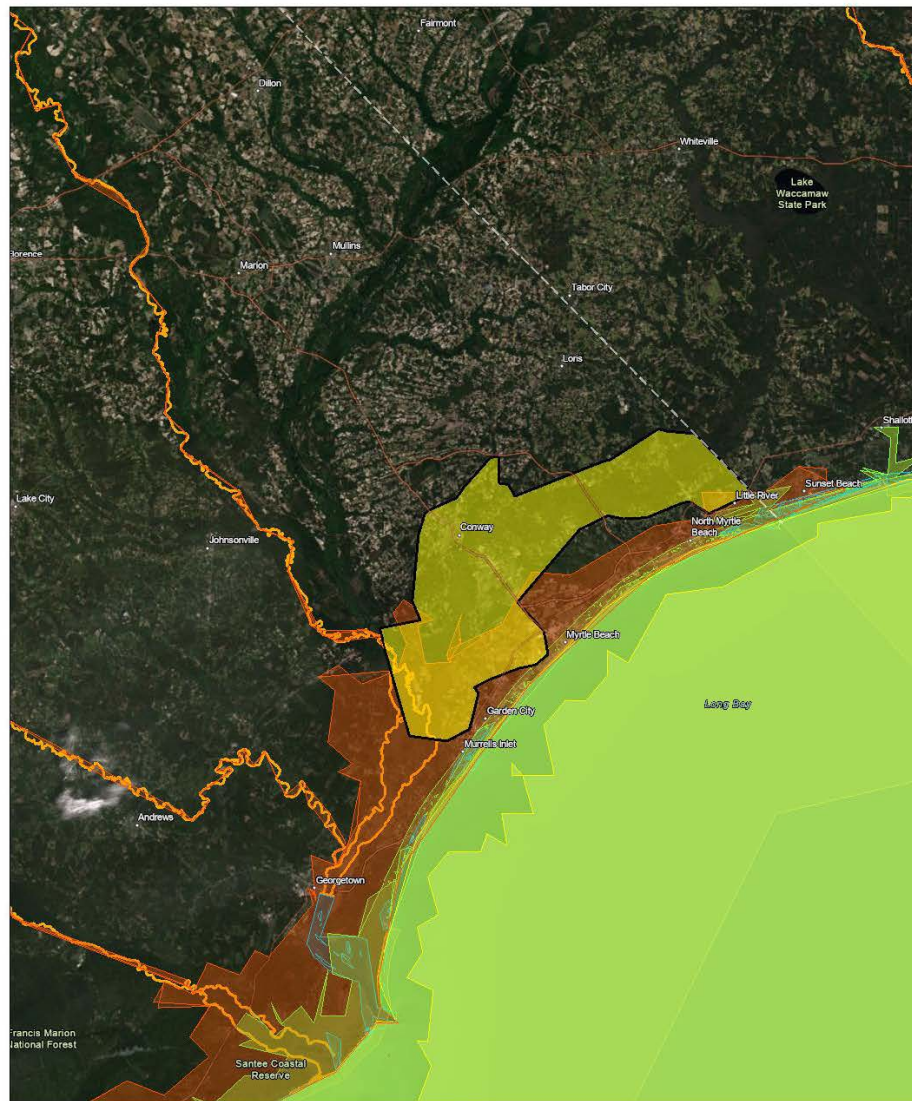 Fairmont
Dillon
Whiteville
Lake
Waccamaw
State Park
Mullins
Florence
Marion
Tabor City
Loris
Shallott
Lake City
Sunset Beach
Little River
Conway
North Myrtle
Beach
Johnsonville
Myrtle Beach
Long Bay
Garden City
Murrells Inlet
Andrews
Georgetown
Francis Marion
National Forest
Santee Coastal
Reserve